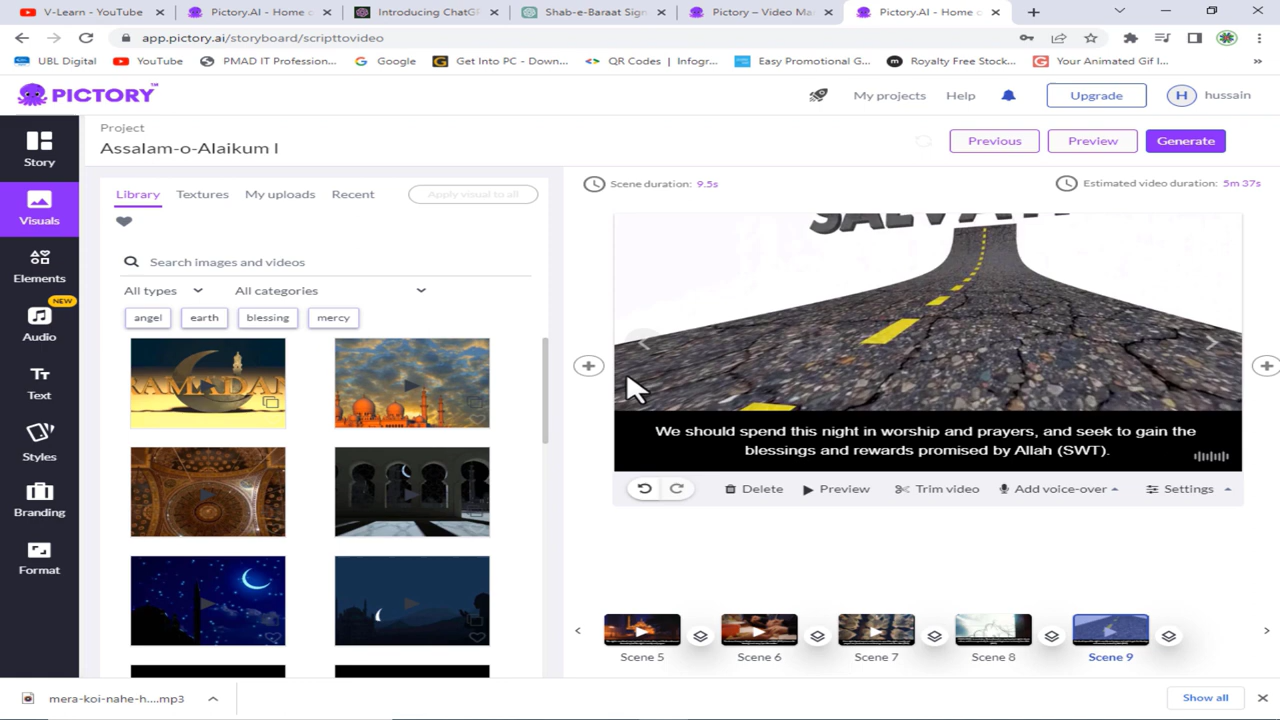 V-Learn - YouTube
Pictory.AI - Home o
Introducing ChatGP
Shab-e-Baraat Sign
Pictory – Video Ma
Pictory.AI - Home o
app.pictory.ai/storyboard/scripttovideo
UBL Digital
YouTube
PMAD IT Profession...
Google
Get Into PC - Down...
QR Codes | Infogr...
Easy Promotional G...
Royalty Free Stock...
Your Animated Gif I...
»
PICTORY™
My projects
Help
Upgrade
H
hussain
Project
Assalam-o-Alaikum I
Previous
Preview
Generate
Story
Visuals
Elements
NEW
Audio
Text
Styles
Branding
Format
Library
Textures
My uploads
Recent
Apply visual to all
Search images and videos
All types
All categories
angel
earth
blessing
mercy
RAMADAN
Scene duration: 9.5s
Estimated video duration: 5m 37s
We should spend this night in worship and prayers, and seek to gain the
blessings and rewards promised by Allah (SWT).
Delete
Preview
Trim video
Add voice-over
Settings
Scene 5
Scene 6
Scene 7
Scene 8
Scene 9
mera-koi-nahe-h....mp3
Show all